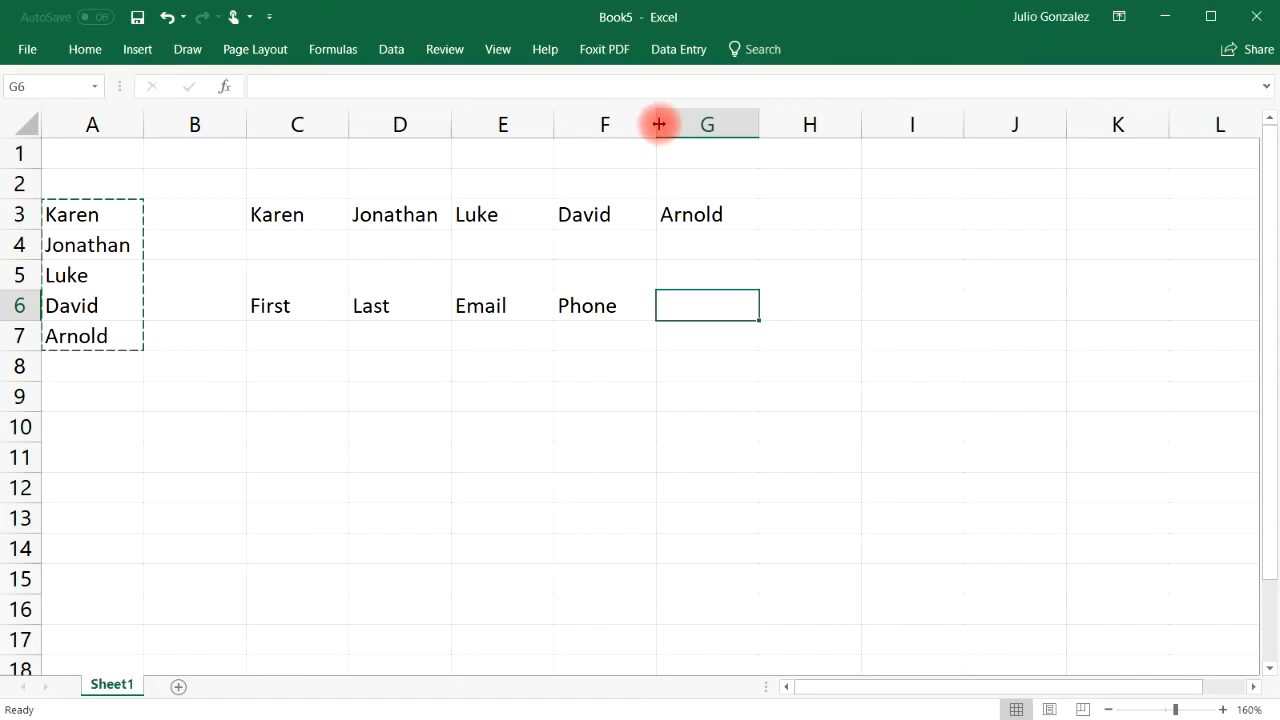 AutoSave Off Book5 - Excel Julio Gonzalez
File Home Insert Draw Page Layout Formulas Data Review View Help Foxit PDF Data Entry Search Share
G6 fx
A B C D E F G H I J K L
1
2
3 Karen Karen Jonathan Luke David Arnold
4 Jonathan
5 Luke
6 David First Last Email Phone
7 Arnold
8
9
10
11
12
13
14
15
16
17
18
Sheet1
Ready 160%